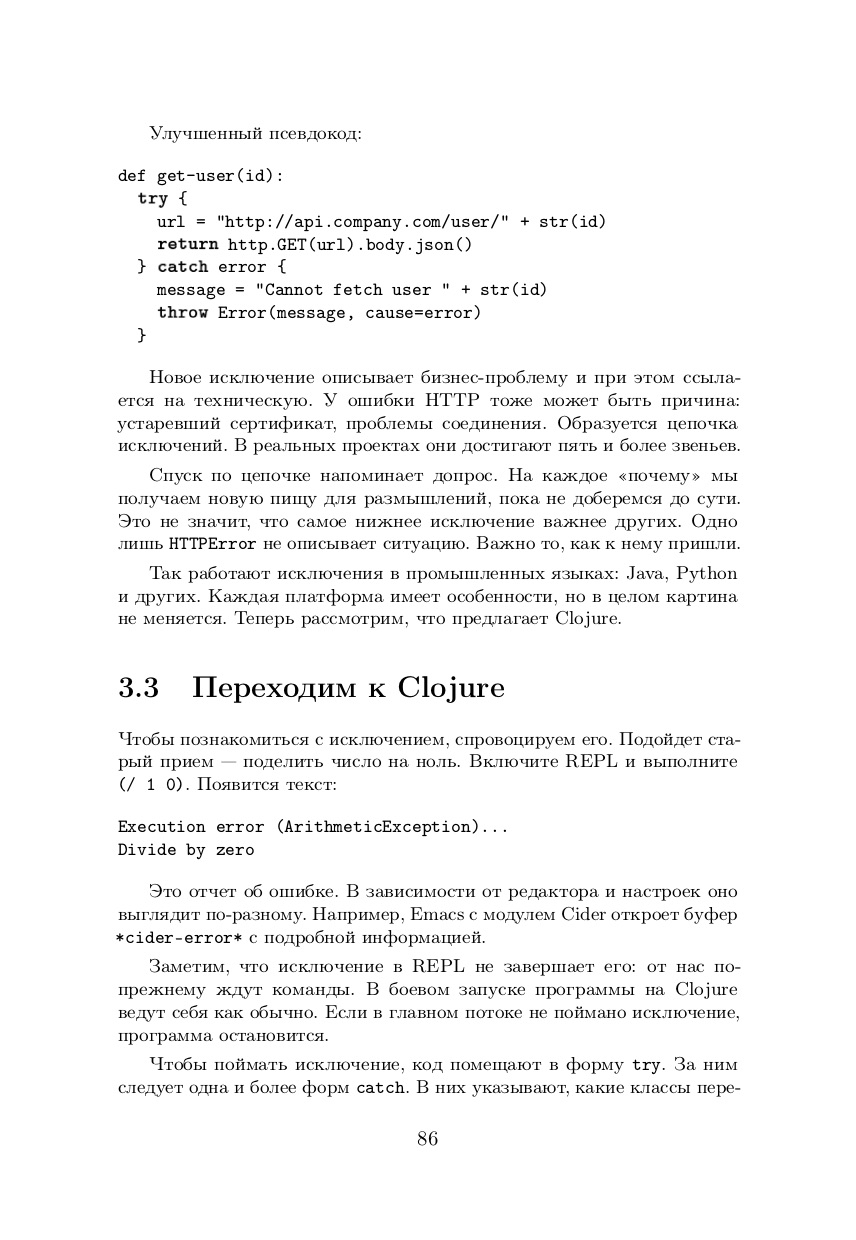 Улучшенный псевдокод:
def get-user(id):
  try {
    url = "http://api.company.com/user/" + str(id)
    return http.GET(url).body.json()
  } catch error {
    message = "Cannot fetch user " + str(id)
    throw Error(message, cause=error)
  }
Новое исключение описывает бизнес-проблему и при этом ссыла-
ется на техническую. У ошибки HTTP тоже может быть причина:
устаревший сертификат, проблемы соединения. Образуется цепочка
исключений. В реальных проектах они достигают пять и более звеньев.
Спуск по цепочке напоминает допрос. На каждое «почему» мы
получаем новую пищу для размышлений, пока не доберемся до сути.
Это не значит, что самое нижнее исключение важнее других. Одно
лишь HTTPError не описывает ситуацию. Важно то, как к нему пришли.
Так работают исключения в промышленных языках: Java, Python
и других. Каждая платформа имеет особенности, но в целом картина
не меняется. Теперь рассмотрим, что предлагает Clojure.
3.3 Переходим к Clojure
Чтобы познакомиться с исключением, спровоцируем его. Подойдет ста-
рый прием — поделить число на ноль. Включите REPL и выполните
(/ 1 0). Появится текст:
Execution error (ArithmeticException)...
Divide by zero
Это отчет об ошибке. В зависимости от редактора и настроек оно
выглядит по-разному. Например, Emacs с модулем Cider откроет буфер
*cider-error* с подробной информацией.
Заметим, что исключение в REPL не завершает его: от нас по-
прежнему ждут команды. В боевом запуске программы на Clojure
ведут себя как обычно. Если в главном потоке не поймано исключение,
программа остановится.
Чтобы поймать исключение, код помещают в форму try. За ним
следует одна и более форм catch. В них указывают, какие классы пере-
86